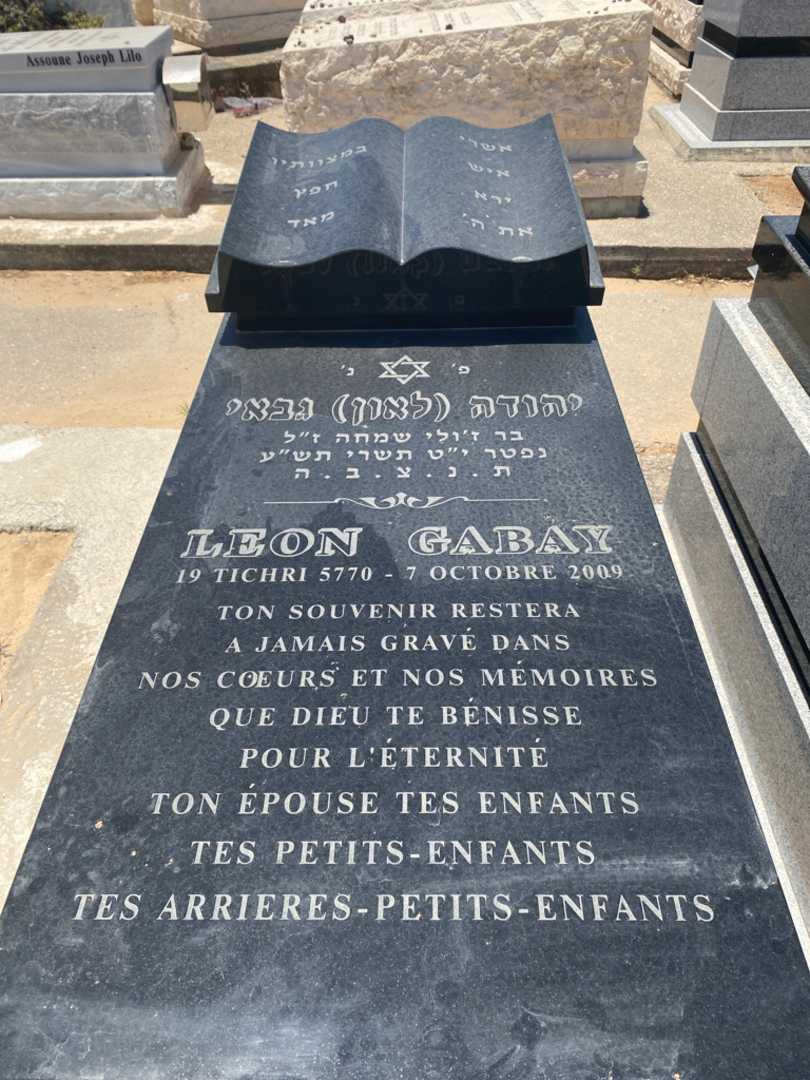 Assoune Joseph Lilo
אשרי
איש
ירא
את ה'
במצוותיו
חפץ
מאד
פ' נ'
יהודה (לאון) גבאי
בר ז'ולי שמחה ז"ל
נפטר י"ט תשרי תש"ע
ת . נ . צ . ב . ה
LEON GABAY
19 TICHRI 5770 - 7 OCTOBRE 2009
TON SOUVENIR RESTERA
A JAMAIS GRAVÉ DANS
NOS CŒURS ET NOS MÉMOIRES
QUE DIEU TE BÉNISSE
POUR L'ÉTERNITÉ
TON ÉPOUSE TES ENFANTS
TES PETITS-ENFANTS
TES ARRIERES-PETITS-ENFANTS